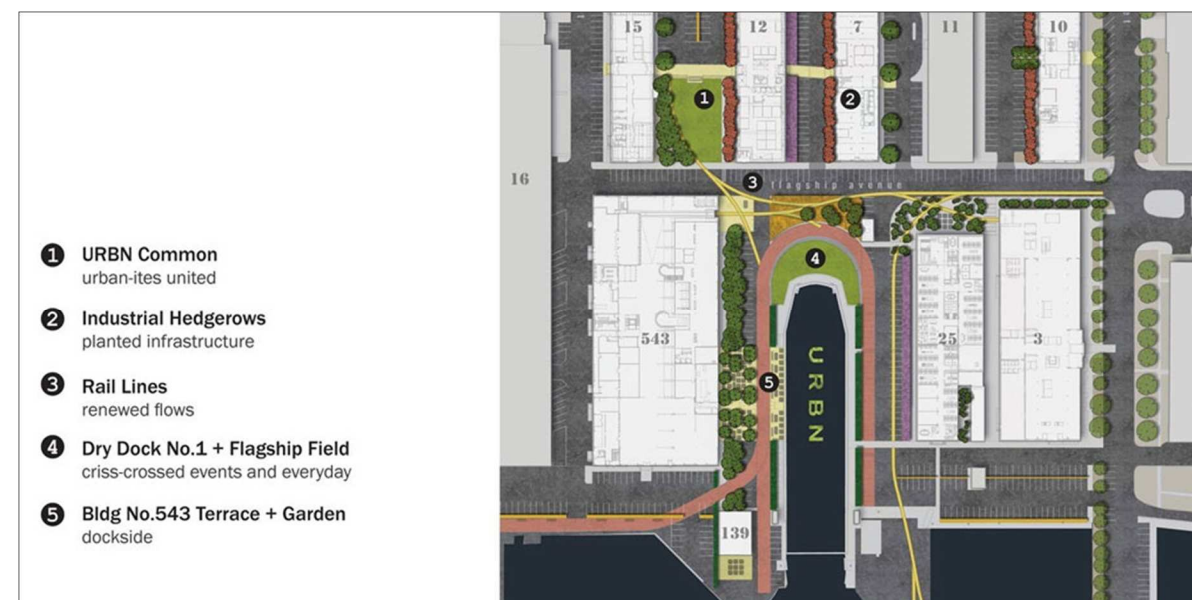 15
12
7
11
10
1
2
16
3
flagship avenue
1 URBN Common
urban-ites united
2 Industrial Hedgerows
planted infrastructure
3 Rail Lines
renewed flows
4 Dry Dock No.1 + Flagship Field
criss-crossed events and everyday
5 Bldg No.543 Terrace + Garden
dockside
4
543
25
3
5
URBN
139